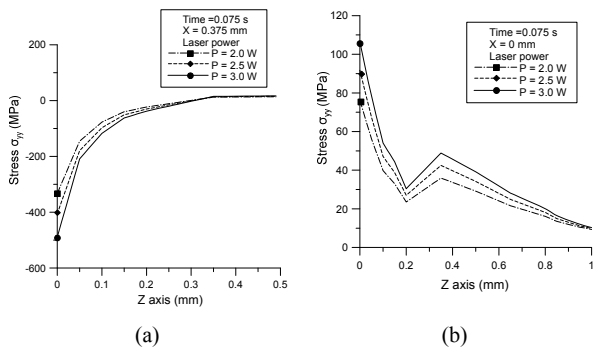 Time =0.075 s
X = 0.375 mm
Laser power
P = 2.0 W
P = 2.5 W
P = 3.0 W
200
0
-200
-400
-600
Stress σyy (MPa)
0 0.1 0.2 0.3 0.4 0.5
Z axis (mm)
(a)
Time =0.075 s
X = 0 mm
Laser power
P = 2.0 W
P = 2.5 W
P = 3.0 W
120
100
80
60
40
20
0
Stress σyy (MPa)
0 0.2 0.4 0.6 0.8 1
Z axis (mm)
(b)